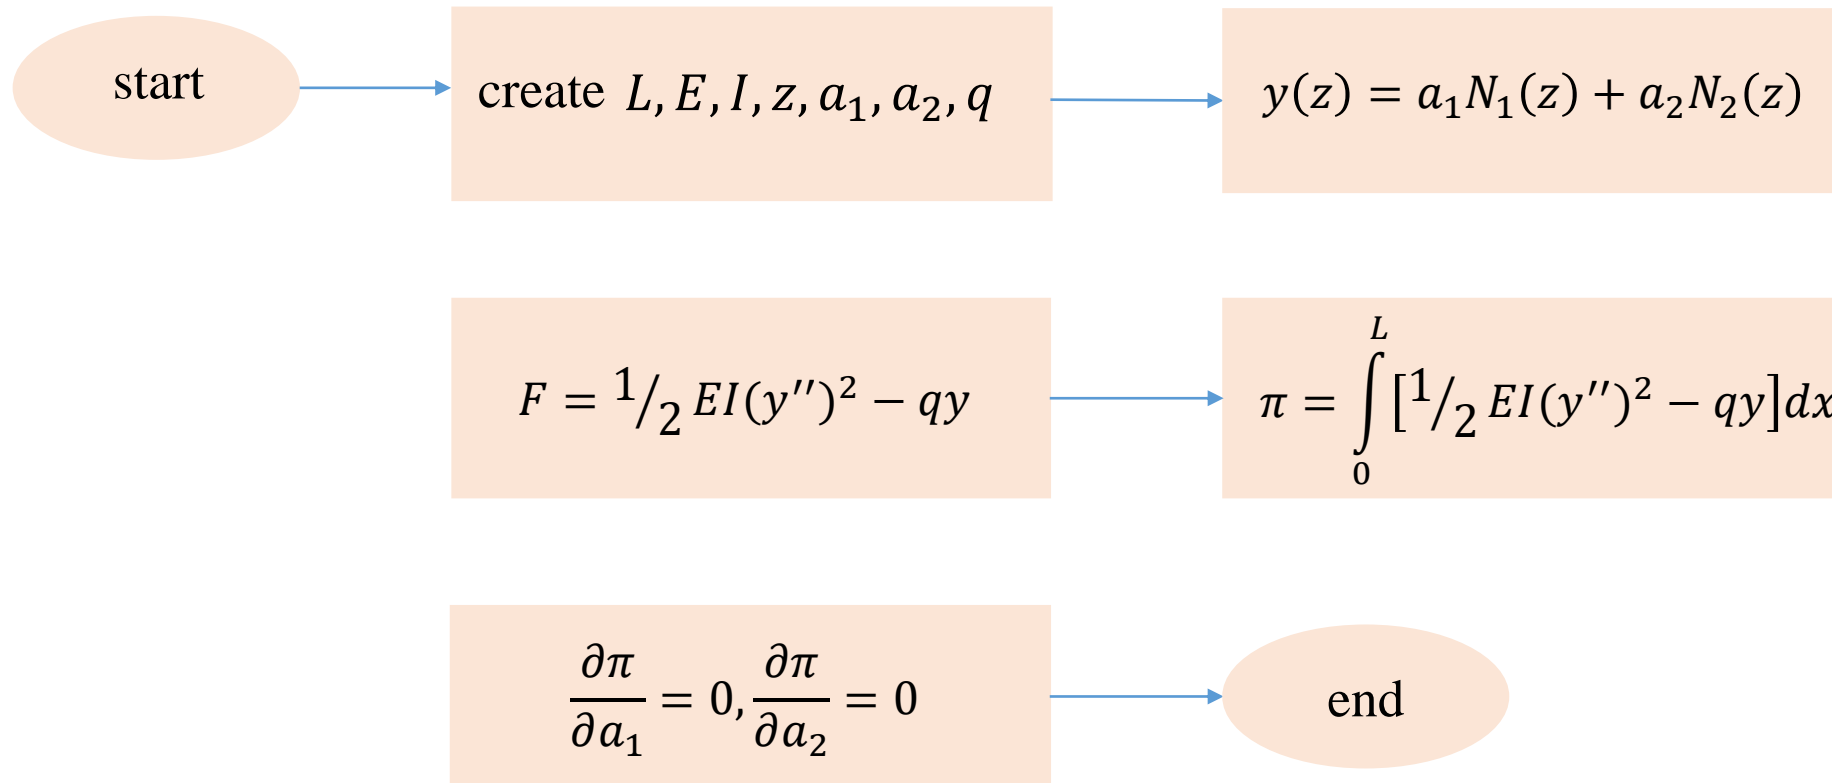 start
create L, E, I, z, a₁, a₂, q
y(z) = a₁N₁(z) + a₂N₂(z)
F = 1/2 EI(y′′)² − qy
π = ∫₀ᴸ [1/2 EI(y′′)² − qy]dx
∂π/∂a₁ = 0, ∂π/∂a₂ = 0
end